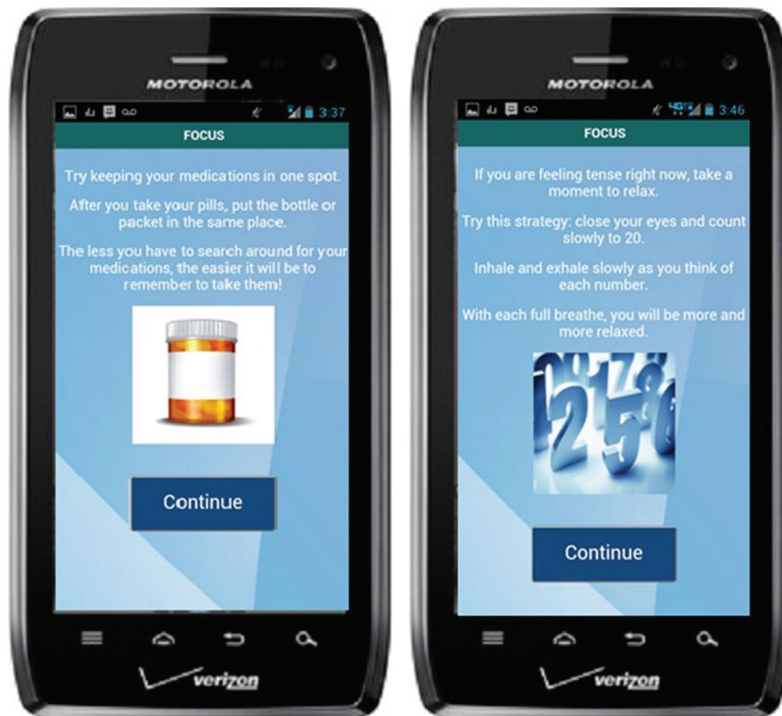 MOTOROLA
3:37
FOCUS
Try keeping your medications in one spot.
After you take your pills, put the bottle or
packet in the same place.
The less you have to search around for your
medications, the easier it will be to
remember to take them!
Continue
verizon
MOTOROLA
4G
3:46
FOCUS
If you are feeling tense right now, take a
moment to relax.
Try this strategy: close your eyes and count
slowly to 20.
Inhale and exhale slowly as you think of
each number.
With each full breathe, you will be more and
more relaxed.
2 5 6
Continue
verizon